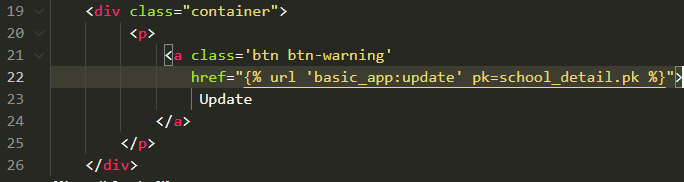 19 <div class="container">
20 <p>
21 <a class='btn btn-warning'
22 href="{% url 'basic_app:update' pk=school_detail.pk %}">
23 Update
24 </a>
25 </p>
26 </div>